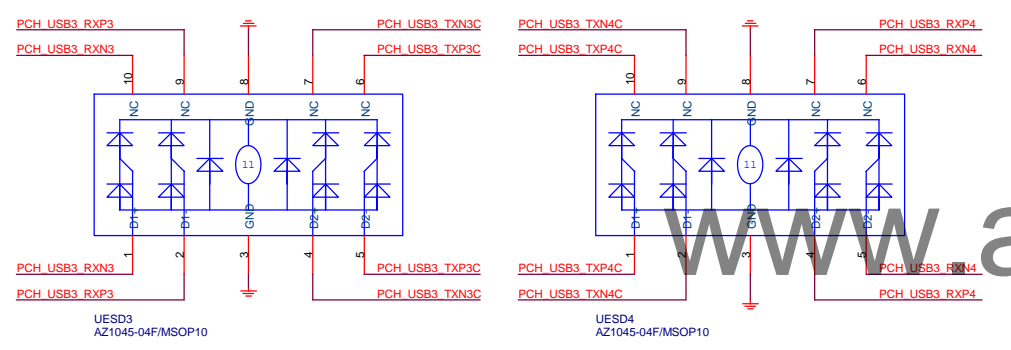 PCH_USB3_RXP3 PCH_USB3_TXN3C PCH_USB3_TXN4C PCH_USB3_RXP4
PCH_USB3_RXN3 PCH_USB3_TXP3C PCH_USB3_TXP4C PCH_USB3_RXN4
10 9 8 7 6 10 9 8 7 6
NC NC GND NC NC NC NC GND NC NC
11 11
D1+ D1- GND D2+ D2- D1+ D1- GND D2+ D2-
www.a
1 2 3 4 5 1 2 3 4 5
PCH_USB3_RXN3 PCH_USB3_TXP3C PCH_USB3_TXP4C PCH_USB3_RXN4
PCH_USB3_RXP3 PCH_USB3_TXN3C PCH_USB3_TXN4C PCH_USB3_RXP4
UESD3 UESD4
AZ1045-04F/MSOP10 AZ1045-04F/MSOP10